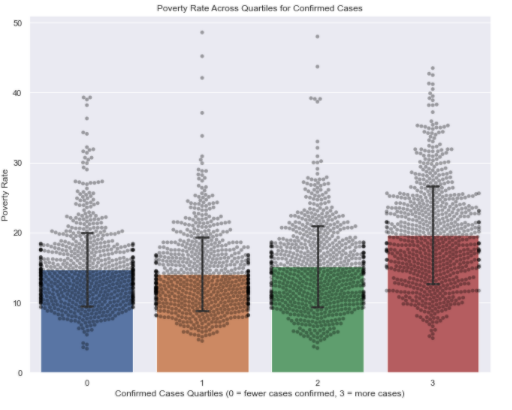 Poverty Rate Across Quartiles for Confirmed Cases
50
40
30
20
10
0
Poverty Rate
0 1 2 3
Confirmed Cases Quartiles (0 = fewer cases confirmed, 3 = more cases)